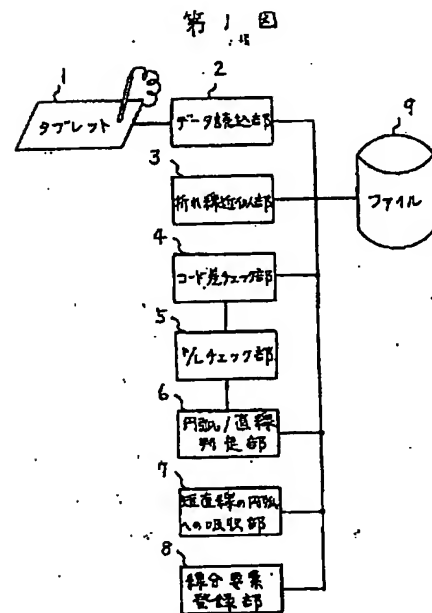 第1図
1
タブレット
2
データ読込部
9
ファイル
3
折れ線近似部
4
コード差チェック部
5
P/Lチェック部
6
円弧/直線
判定部
7
短直線の円弧
への吸収部
8
線分要素
登録部